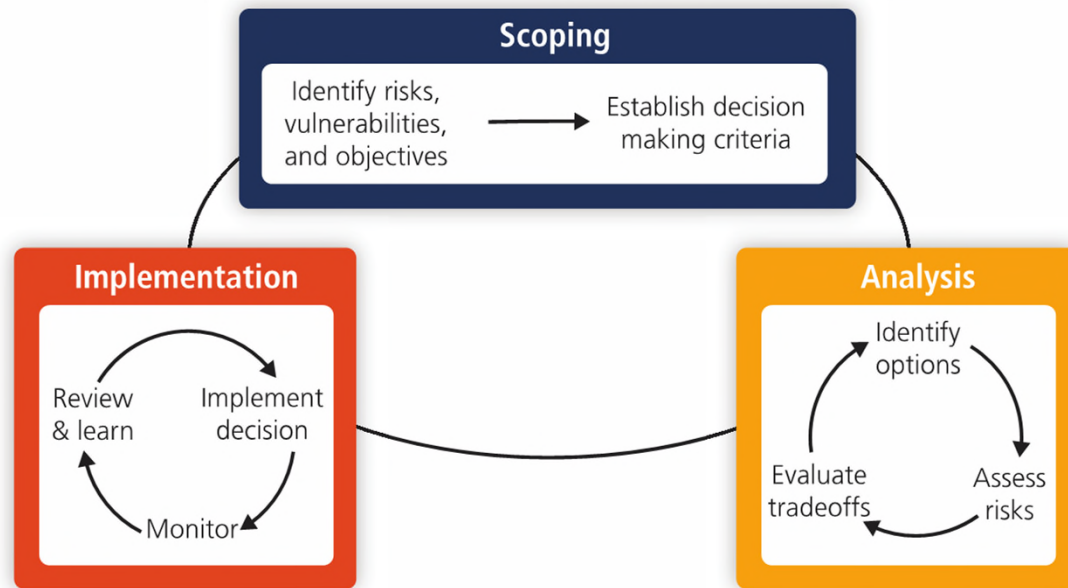 Scoping
Identify risks,
vulnerabilities,
and objectives
Establish decision
making criteria
Implementation
Review
& learn
Implement
decision
Monitor
Analysis
Identify
options
Evaluate
tradeoffs
Assess
risks